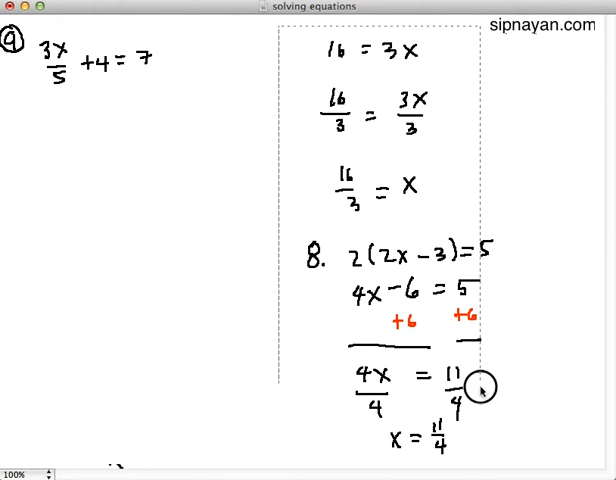 solving equations
sipnayan.com
9
3x/5 + 4 = 7
16 = 3x
16/3 = 3x/3
16/3 = x
8. 2(2x - 3) = 5
4x - 6 = 5
+6 +6
4x/4 = 11/4
x = 11/4
100%